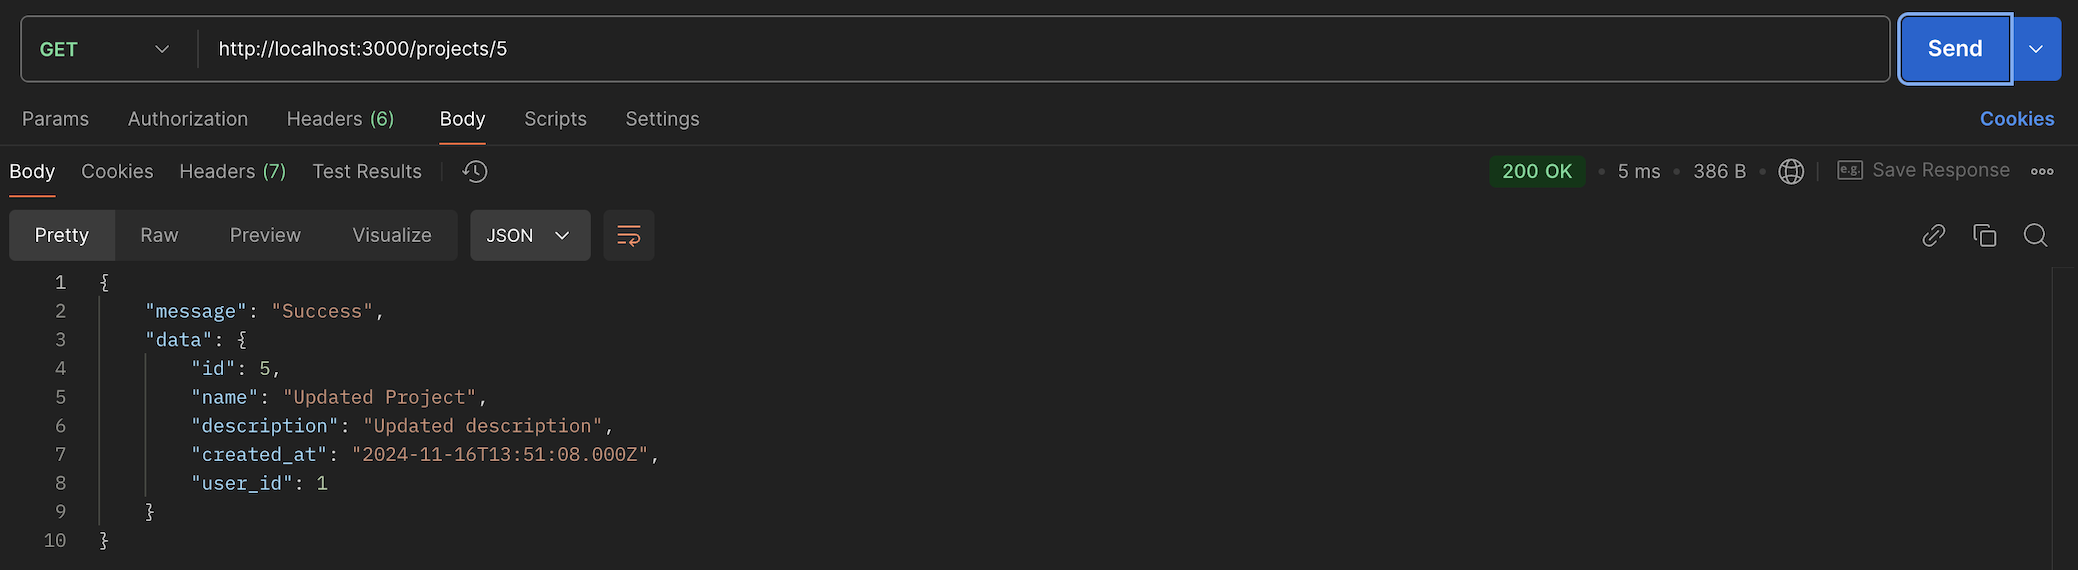 GET http://localhost:3000/projects/5 Send
Params Authorization Headers (6) Body Scripts Settings Cookies
Body Cookies Headers (7) Test Results 200 OK • 5 ms • 386 B • e.g. Save Response
Pretty Raw Preview Visualize JSON
1 {
2 "message": "Success",
3 "data": {
4 "id": 5,
5 "name": "Updated Project",
6 "description": "Updated description",
7 "created_at": "2024-11-16T13:51:08.000Z",
8 "user_id": 1
9 }
10 }